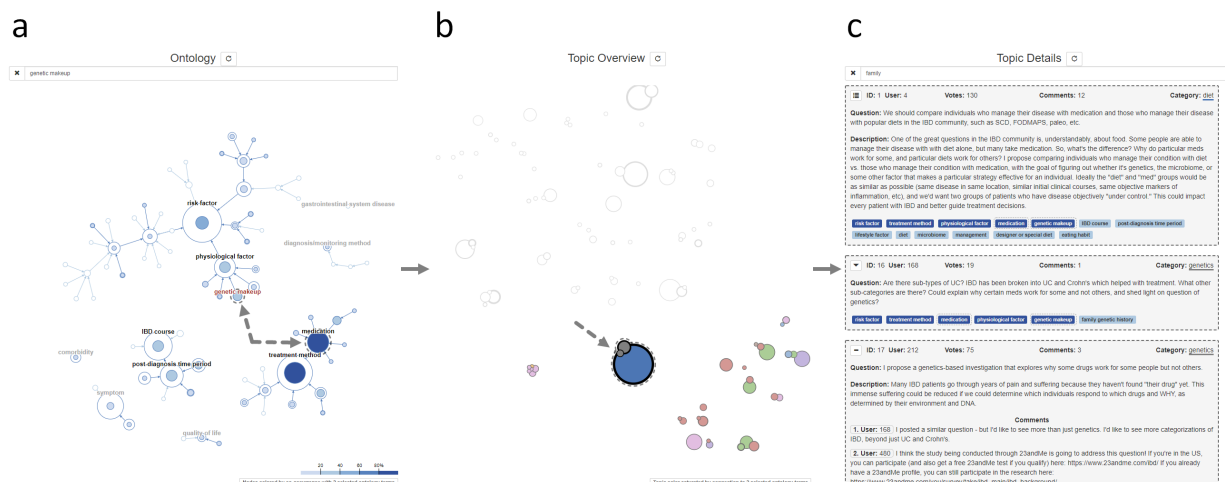 a
b
c
Ontology
genetic makeup
risk factor
gastrointestinal system disease
diagnosis/monitoring method
physiological factor
genetic makeup
IBD course
medication
comorbidity
treatment method
post-diagnosis time period
symptom
quality of life
20 40 60 80%
Topic Overview
Topic Details
family
ID: 1 User: 4 Votes: 130 Comments: 12 Category: diet
Question: We should compare individuals who manage their disease with medication and those who manage their disease
with popular diets in the IBD community, such as SCD, FODMAPS, paleo, etc.
Description: One of the great questions in the IBD community is, understandably, about food. Some people are able to
manage their disease with with diet alone, but many take medication. So, what's the difference? Why do particular meds
work for some, and particular diets work for others? I propose comparing individuals who manage their condition with diet
vs. those who manage their condition with medication, with the goal of figuring out whether it's genetics, the microbiome, or
some other factor that makes a particular strategy effective for an individual. Ideally the "diet" and "med" groups would be
as similar as possible (same disease in same location, similar initial clinical courses, same objective markers of
inflammation, etc), and we'd want two groups of patients who have disease objectively "under control." This could impact
every patient with IBD and better guide treatment decisions.
risk factor treatment method physiological factor medication genetic makeup IBD course post-diagnosis time period
lifestyle factor diet microbiome management designer or special diet eating habit
ID: 16 User: 168 Votes: 19 Comments: 1 Category: genetics
Question: Are there sub-types of UC? IBD has been broken into UC and Crohn's which helped with treatment. What other
sub-categories are there? Could explain why certain meds work for some and not others, and shed light on question of
genetics?
risk factor treatment method medication physiological factor genetic makeup family genetic history
ID: 17 User: 212 Votes: 75 Comments: 3 Category: genetics
Question: I propose a genetics-based investigation that explores why some drugs work for some people but not others.
Description: Many IBD patients go through years of pain and suffering because they haven't found "their drug" yet. This
immense suffering could be reduced if we could determine which individuals respond to which drugs and WHY, as
determined by their environment and DNA.
Comments
1. User: 168 I posted a similar question - but I'd like to see more than just genetics. I'd like to see more categorizations of
IBD, beyond just UC and Crohn's.
2. User: 480 I think the study being conducted through 23andMe is going to address this question! If you're in the US,
you can participate (and also get a free 23andMe test if you qualify) here: https://www.23andme.com/ibd/ if you already
have a 23andMe profile, you can still participate in the research here: